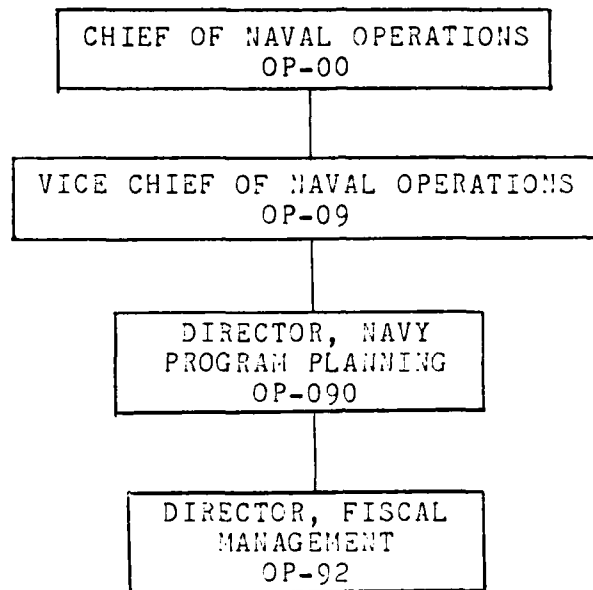 CHIEF OF NAVAL OPERATIONS
OP-00
VICE CHIEF OF NAVAL OPERATIONS
OP-09
DIRECTOR, NAVY
PROGRAM PLANNING
OP-090
DIRECTOR, FISCAL
MANAGEMENT
OP-92